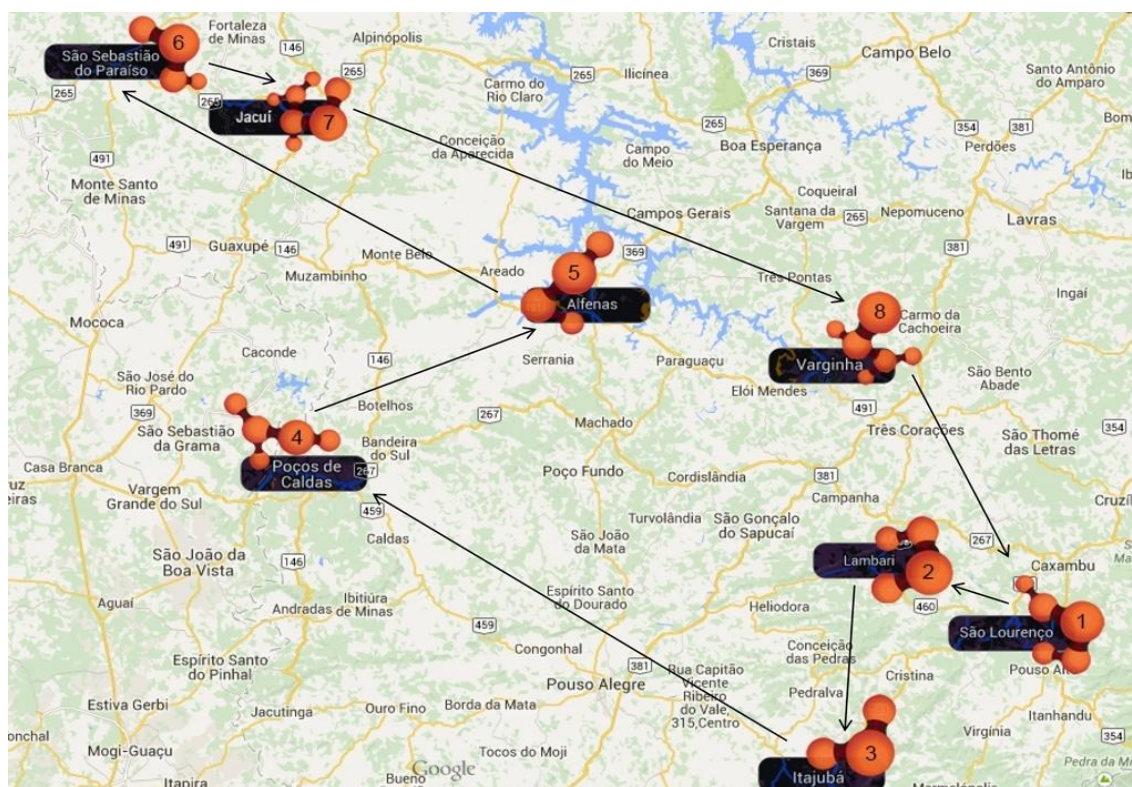 Fortaleza
de Minas
6
São Sebastião
do Paraíso
146
Alpinópolis
265
265
265
Jacuí
7
Carmo do
Rio Claro
265
Ilicínea
Cristais
369
Campo Belo
Santo Antônio
do Amparo
354
381
Bom
Perdões
265
Boa Esperança
Conceição
da Aparecida
Campo
do Meio
491
Monte Santo
de Minas
Coqueiral
Campos Gerais
Santana da
Vargem
265
Nepomuceno
Lavras
491
Guaxupé
146
Muzambinho
Monte Belo
Areado
5
369
Alfenas
381
Três Pontas
Ingaí
8
Carmo da
Cachoeira
Varginha
Mococa
Caconde
146
Serrania
Paraguaçu
Elói Mendes
491
São Bento
Abade
São José do
Rio Pardo
369
São Sebastião
da Grama
Botelhos
267
Machado
Três Corações
São Thomé
das Letras
354
4
Bandeira
do Sul
Poços de
Caldas
267
Casa Branca
Vargem
Grande do Sul
Poço Fundo
Cordislândia
381
Campanha
459
Caldas
Turvolândia
São Gonçalo
do Sapucaí
267
São João da
Boa Vista
146
São João
da Mata
Lambari
2
Caxambu
460
São Lourenço
1
Pouso Al
Aguaí
Andradas
Ibitiúra
de Minas
Espírito Santo
do Dourado
Heliodora
459
Congonhal
381
Conceição
das Pedras
Cristina
Espírito Santo
do Pinhal
Pouso Alegre
Rua Capitão
Vicente
Ribeiro
do Vale,
315,Centro
Pedralva
Itanhandu
Virgínia
354
Estiva Gerbi
Jacutinga
Ouro Fino
Borda da Mata
3
Itajubá
onchal
Mogi-Guaçu
Tocos do Moji
Pedra da M
Itapira
Bueno
Google
Marmelópolis